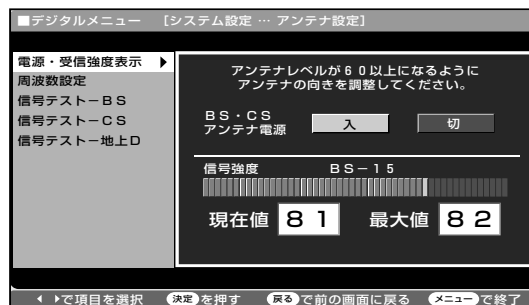 ■デジタルメニュー [システム設定 … アンテナ設定]
電源・受信強度表示
周波数設定
信号テスト－ＢＳ
信号テスト－ＣＳ
信号テスト－地上Ｄ
アンテナレベルが６０以上になるように
アンテナの向きを調整してください。
ＢＳ・ＣＳ
アンテナ電源 入 切
信号強度 ＢＳ－１５
現在値 ８１ 最大値 ８２
で項目を選択 決定を押す 戻るで前の画面に戻る メニューで終了